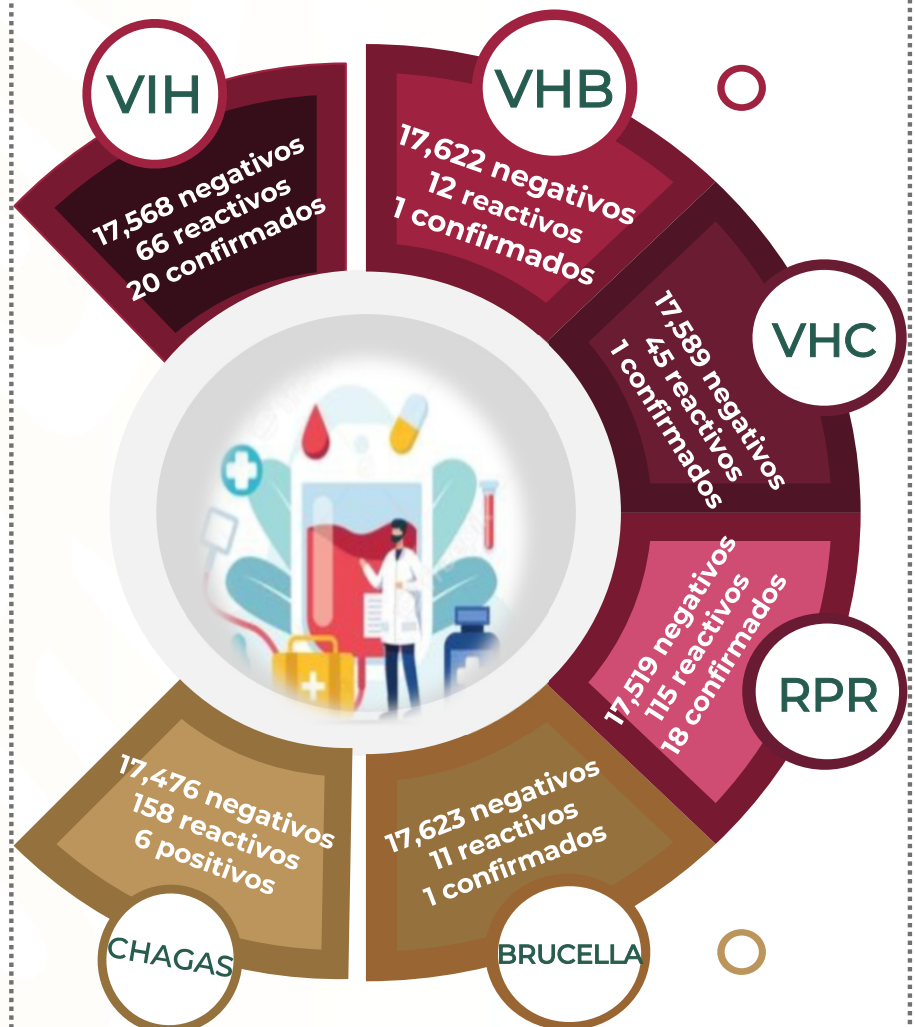 VIH
17,568 negativos
66 reactivos
20 confirmados
VHB
17,622 negativos
12 reactivos
1 confirmados
VHC
17,589 negativos
45 reactivos
1 confirmados
RPR
17,519 negativos
115 reactivos
18 confirmados
BRUCELLA
17,623 negativos
11 reactivos
1 confirmados
CHAGAS
17,476 negativos
158 reactivos
6 positivos